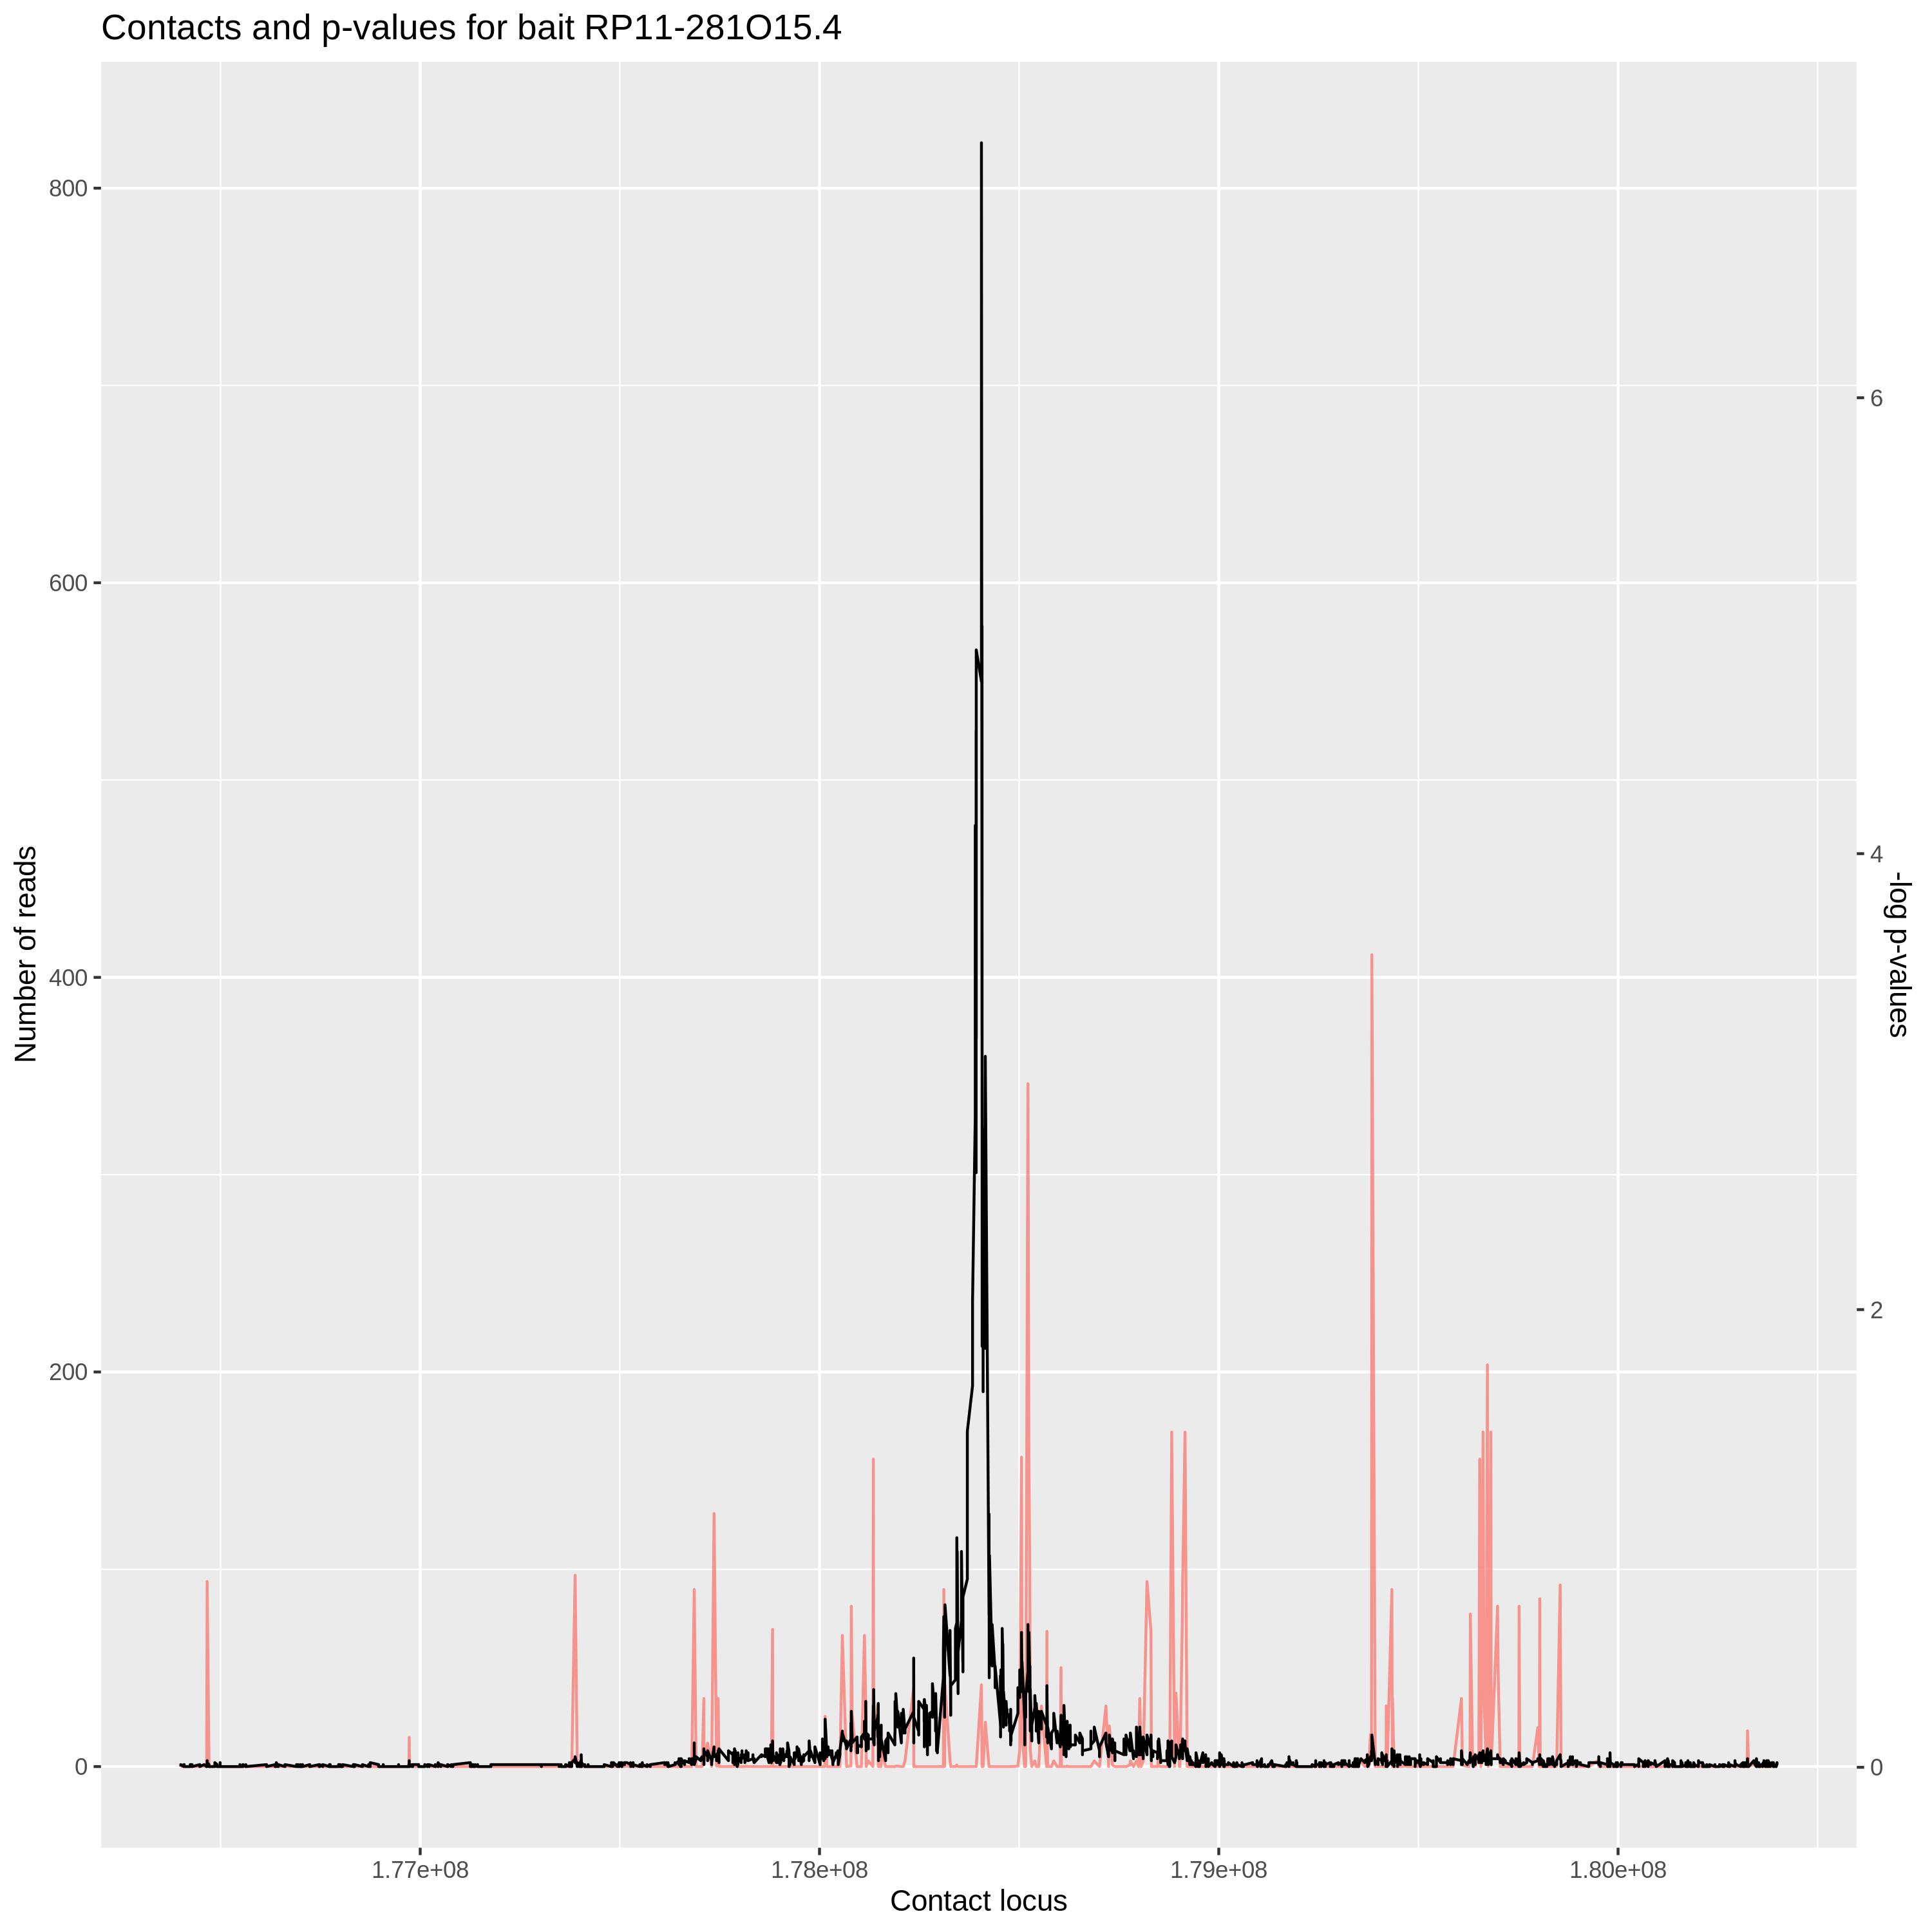 Contacts and p-values for bait RP11-281O15.4
800
600
400
200
0
Number of reads
6
4
2
0
-log p-values
1.77e+08
1.78e+08
1.79e+08
1.80e+08
Contact locus